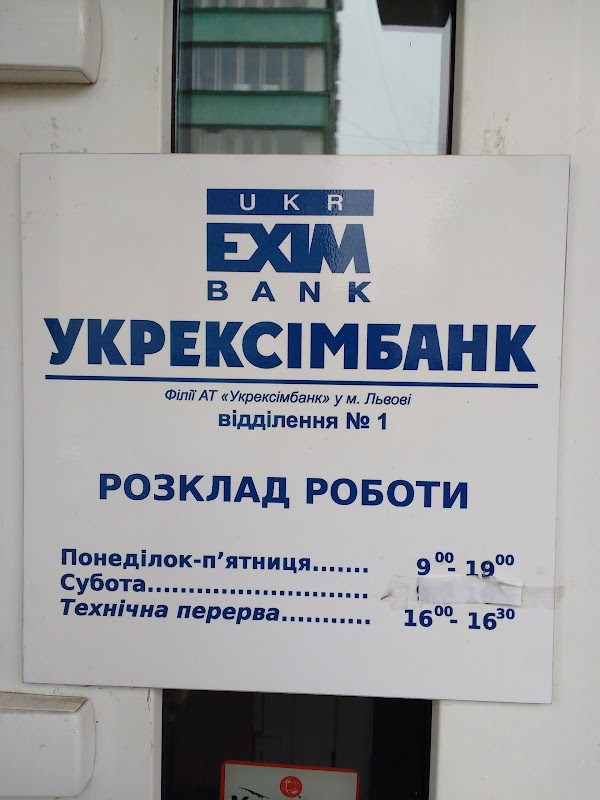 UKR
EXIM
BANK
УКРЕКСІМБАНК
Філії АТ «Укрексімбанк» у м. Львові
відділення № 1
РОЗКЛАД РОБОТИ
Понеділок-п’ятниця....... 9⁰⁰- 19⁰⁰
Субота............................
Технічна перерва........... 16⁰⁰- 16³⁰